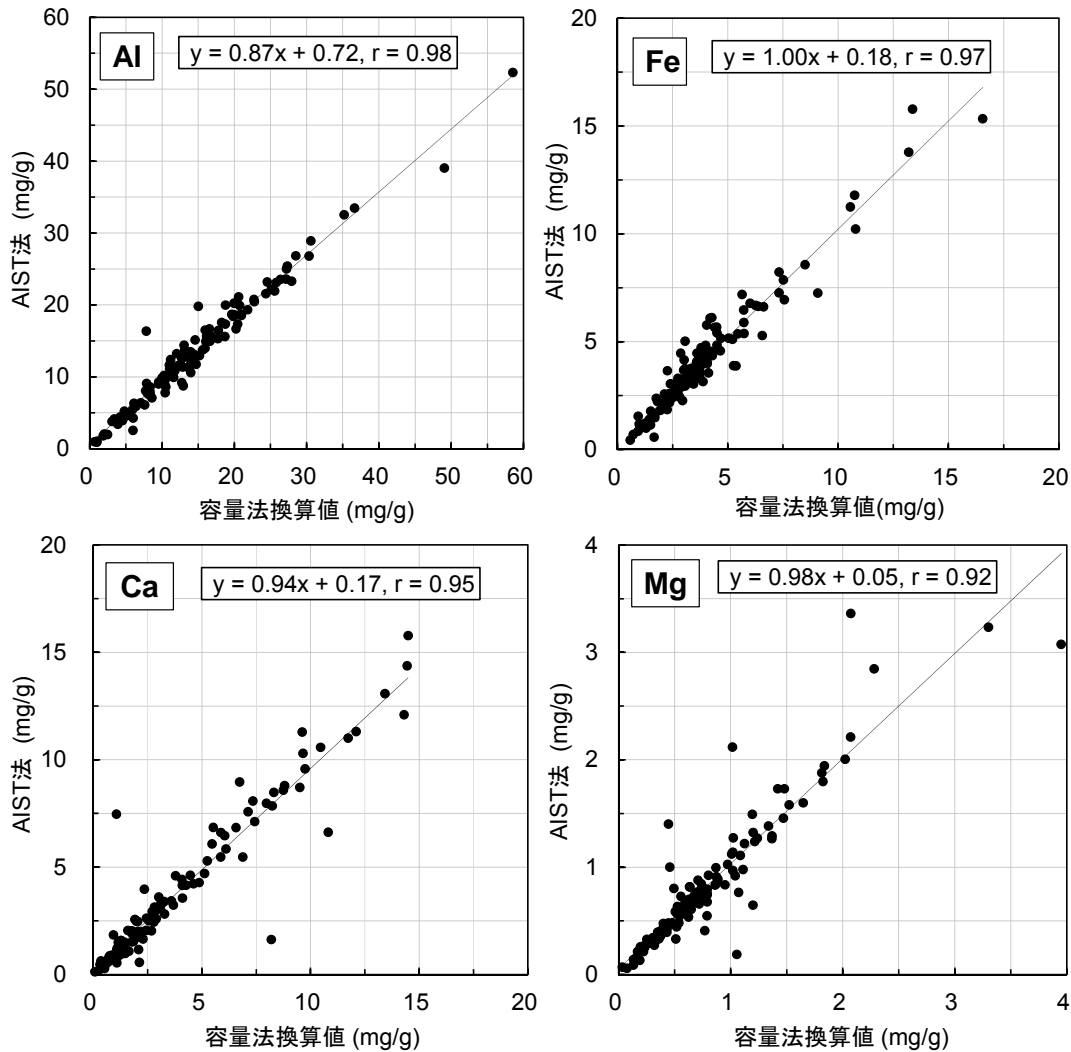 Al
y = 0.87x + 0.72, r = 0.98
60
50
40
30
20
10
0
AIST法 (mg/g)
0 10 20 30 40 50 60
容量法換算値 (mg/g)
Fe
y = 1.00x + 0.18, r = 0.97
20
15
10
5
0
AIST法 (mg/g)
0 5 10 15 20
容量法換算値(mg/g)
Ca
y = 0.94x + 0.17, r = 0.95
20
15
10
5
0
AIST法 (mg/g)
0 5 10 15 20
容量法換算値 (mg/g)
Mg
y = 0.98x + 0.05, r = 0.92
4
3
2
1
0
AIST法 (mg/g)
0 1 2 3 4
容量法換算値 (mg/g)